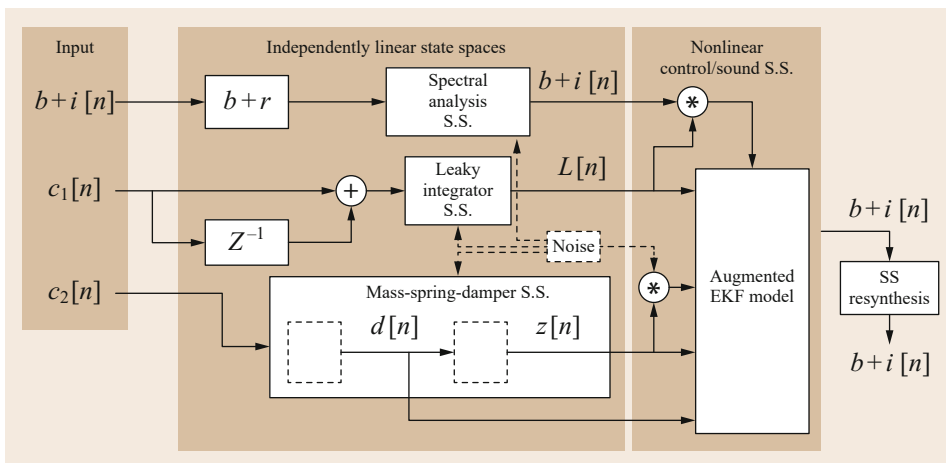 Input
Independently linear state spaces
Nonlinear
control/sound S.S.
b+i [n]
b+r
Spectral
analysis
S.S.
b+i [n]
*
c₁[n]
+
Leaky
integrator
S.S.
L[n]
Z⁻¹
Noise
b+i [n]
c₂[n]
Mass-spring-damper S.S.
*
Augmented
EKF model
SS
resynthesis
d[n]
z[n]
b+i [n]